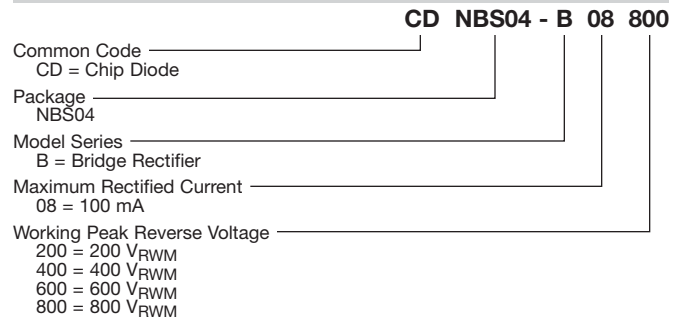 CD NBS04 - B 08 800
Common Code
CD = Chip Diode
Package
NBS04
Model Series
B = Bridge Rectifier
Maximum Rectified Current
08 = 100 mA
Working Peak Reverse Voltage
200 = 200 VRWM
400 = 400 VRWM
600 = 600 VRWM
800 = 800 VRWM